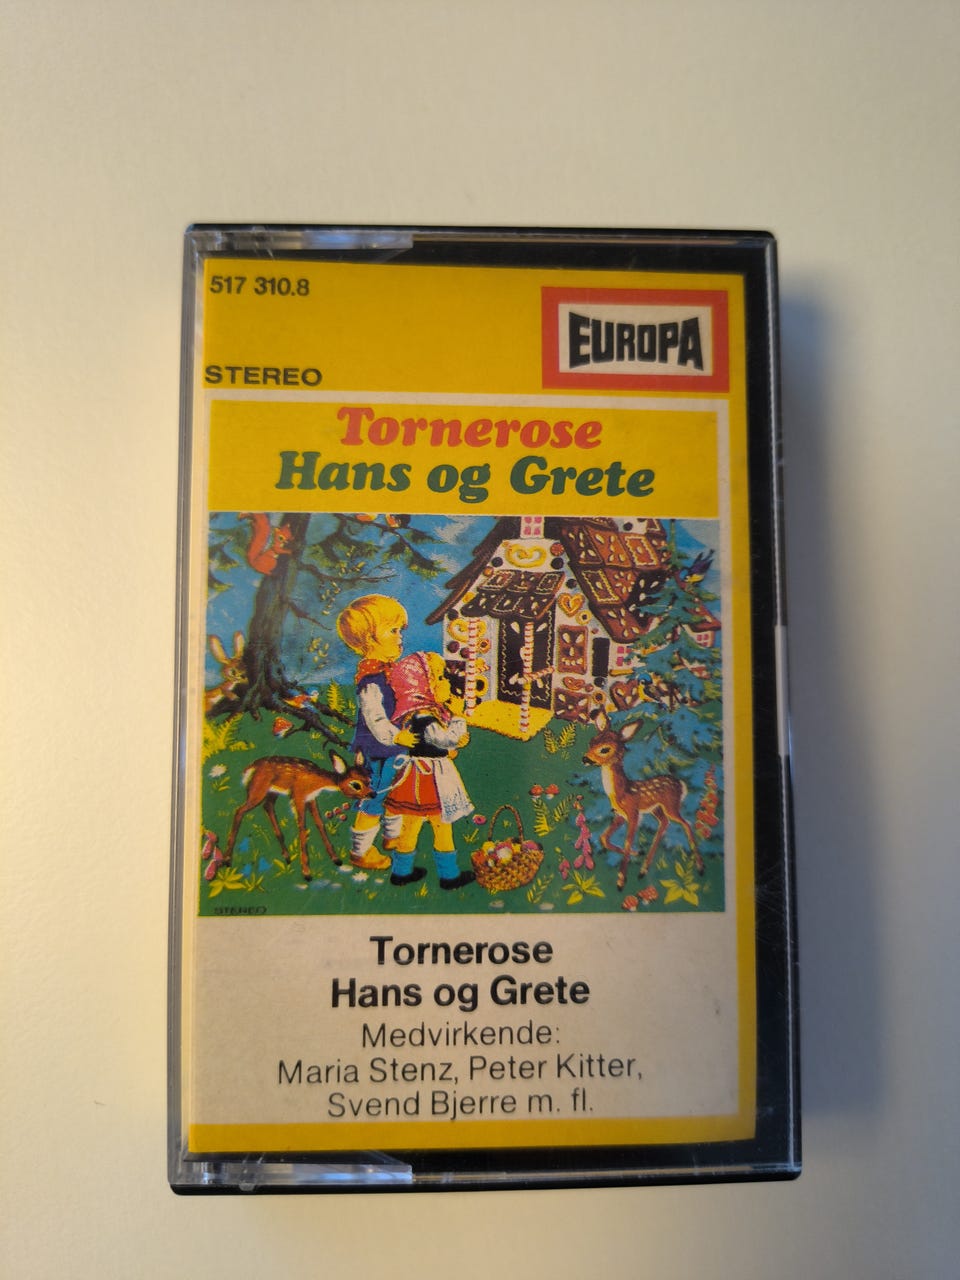 517 310.8
EUROPA
STEREO
Tornerose
Hans og Grete
STEREO
Tornerose
Hans og Grete
Medvirkende:
Maria Stenz, Peter Kitter,
Svend Bjerre m. fl.